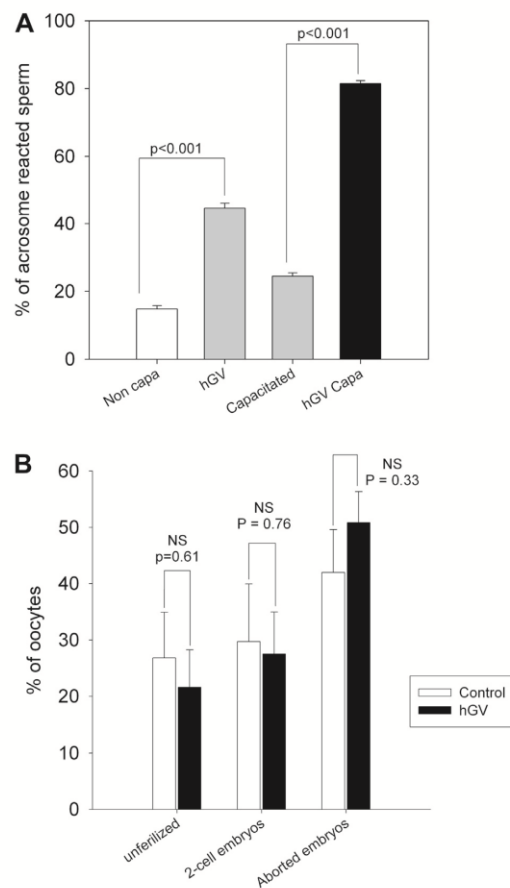 A
% of acrosome reacted sperm
100
80
60
40
20
0
p<0.001
p<0.001
Non capa
hGV
Capacitated
hGV Capa
B
% of oocytes
60
50
40
30
20
10
0
NS
p=0.61
NS
P = 0.76
NS
P = 0.33
Control
hGV
unferilized
2-cell embryos
Aborted embryos